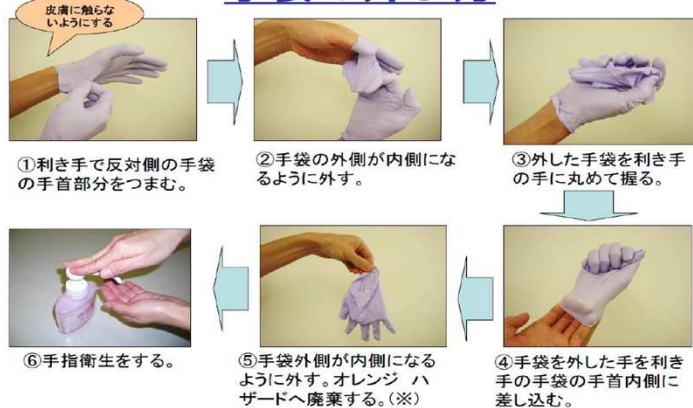 皮膚に触らな
いようにする
①利き手で反対側の手袋
の手首部分をつまむ。
②手袋の外側が内側にな
るように外す。
③外した手袋を利き手
の手に丸めて握る。
④手袋を外した手を利き
手の手袋の手首内側に
差し込む。
⑤手袋外側が内側になる
ように外す。オレンジ　ハ
ザードへ廃棄する。(※)
⑥手指衛生をする。